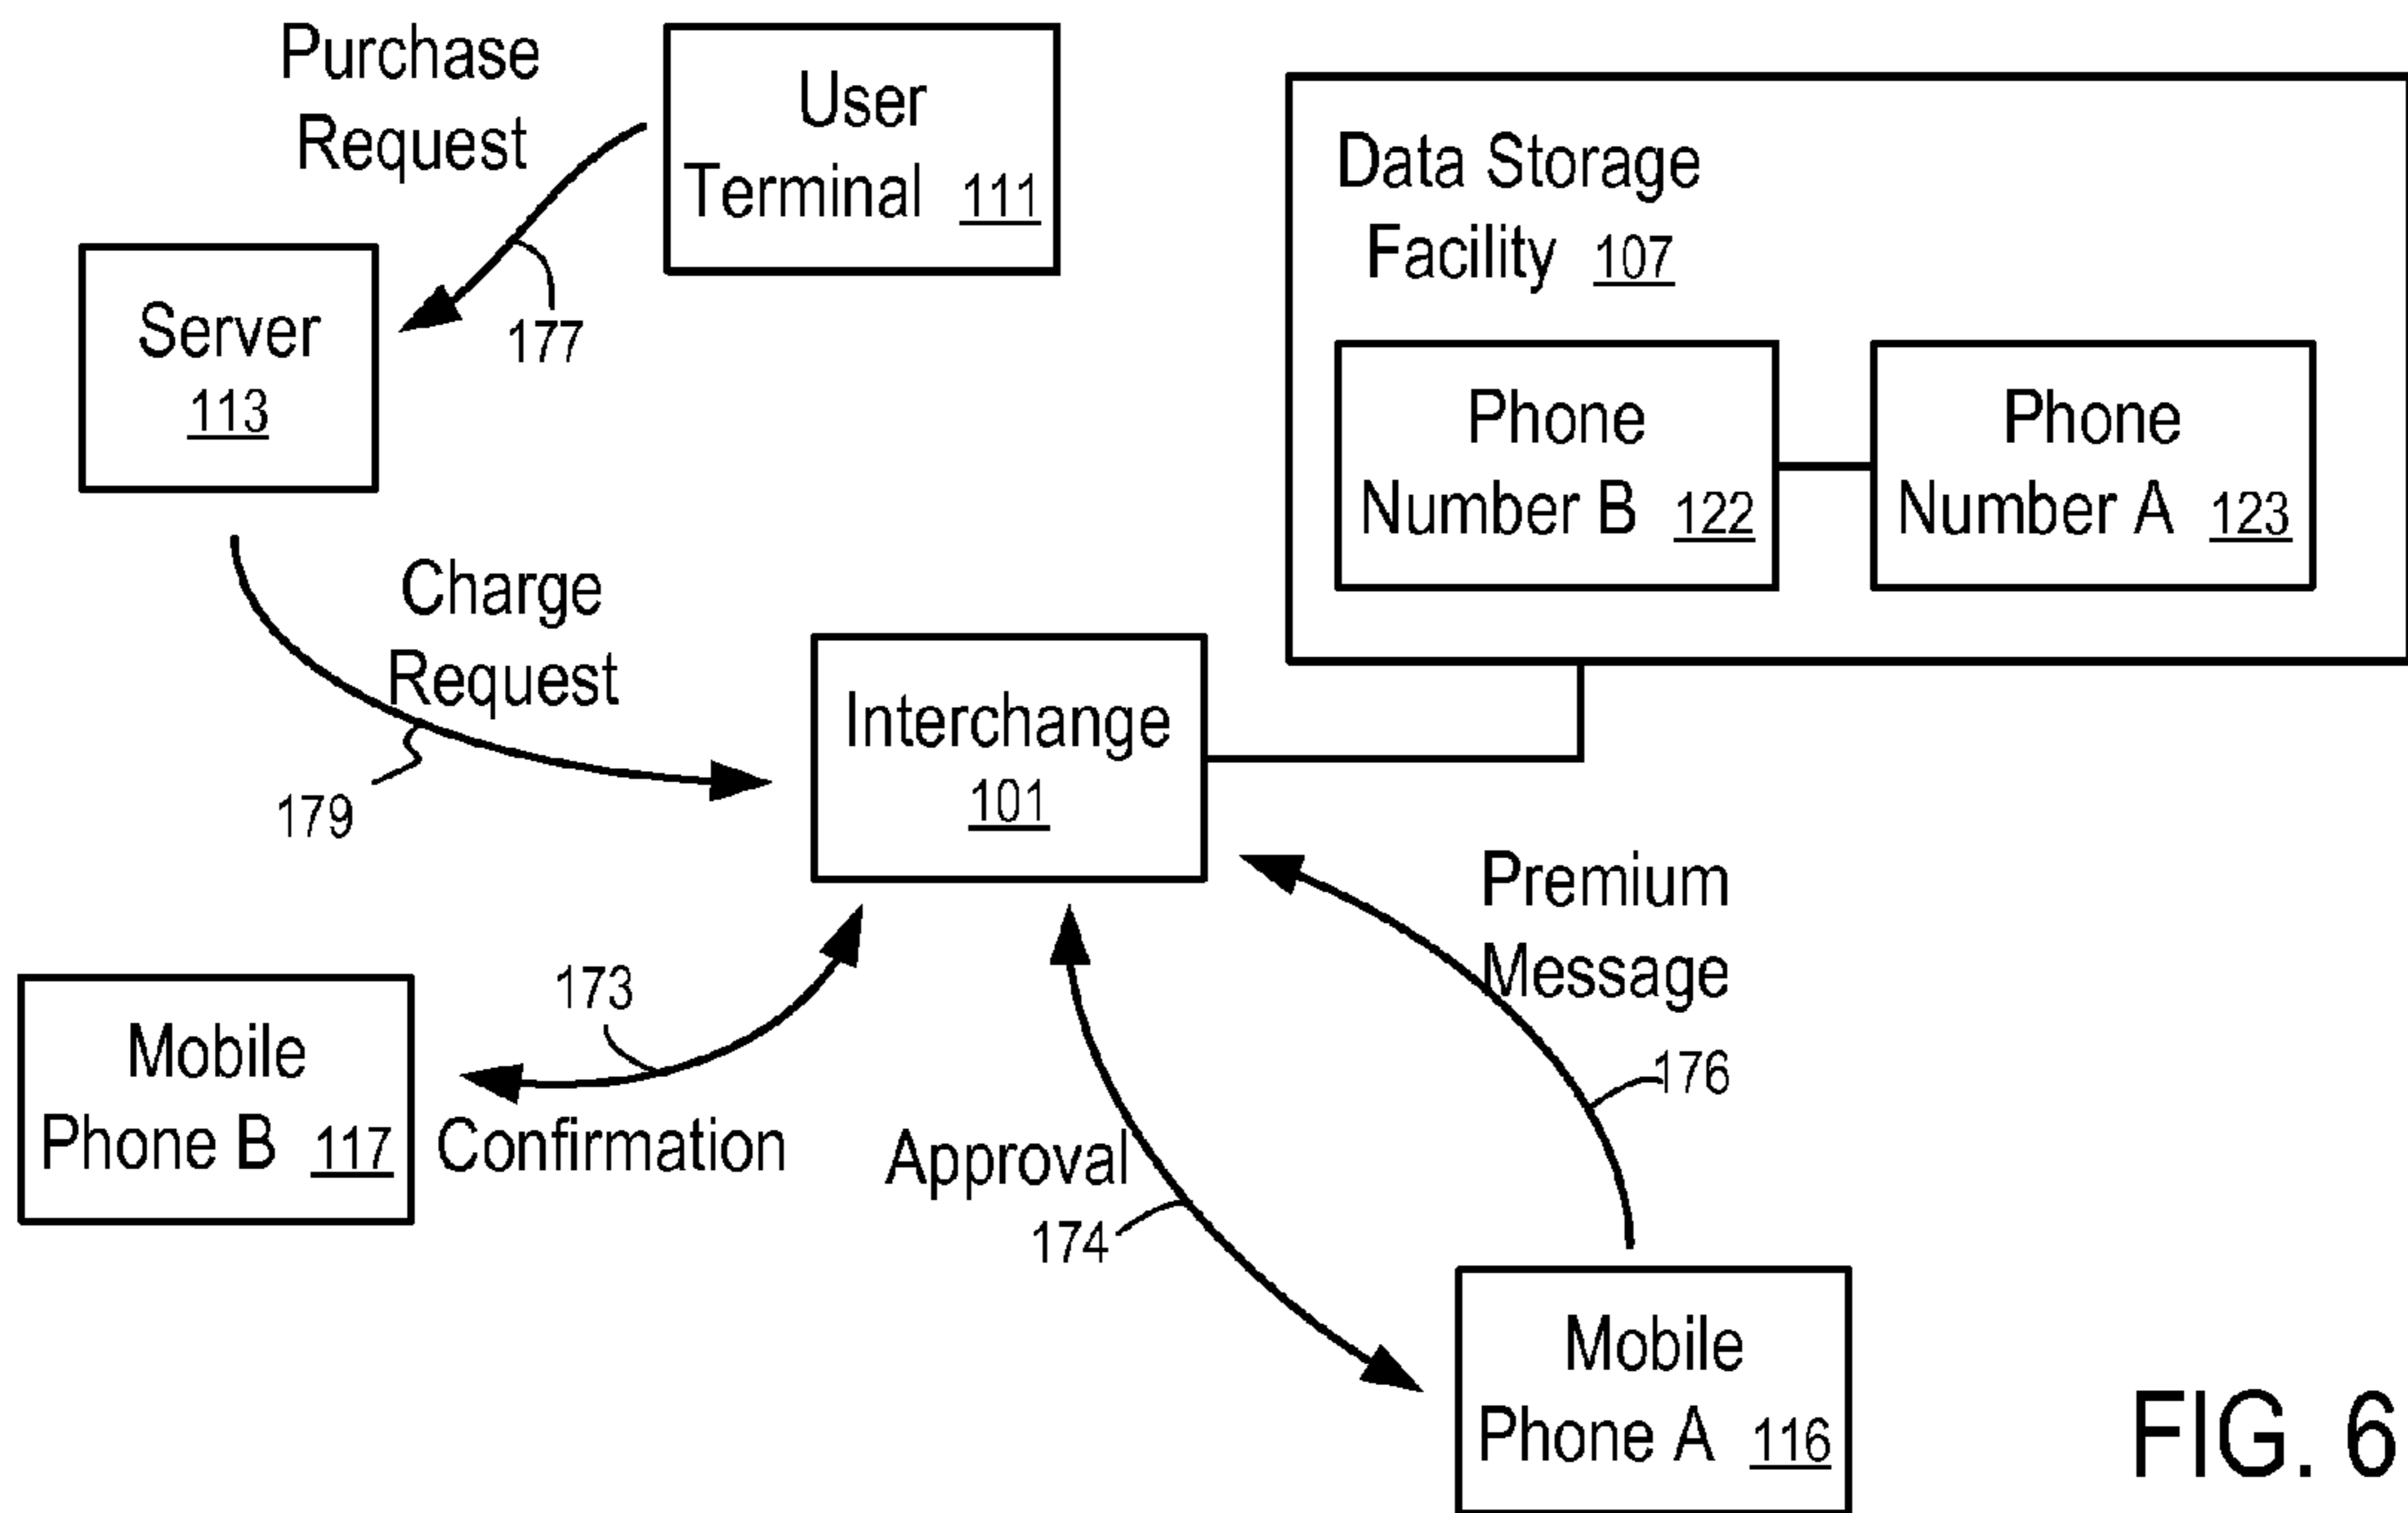 Purchase
Request
User
Terminal 111
177
Server
113
Data Storage
Facility 107
Phone
Number B 122
Phone
Number A 123
Charge
Request
179
Interchange
101
Premium
Message
176
173
Mobile
Phone B 117
Confirmation
Approval
174
Mobile
Phone A 116
FIG. 6